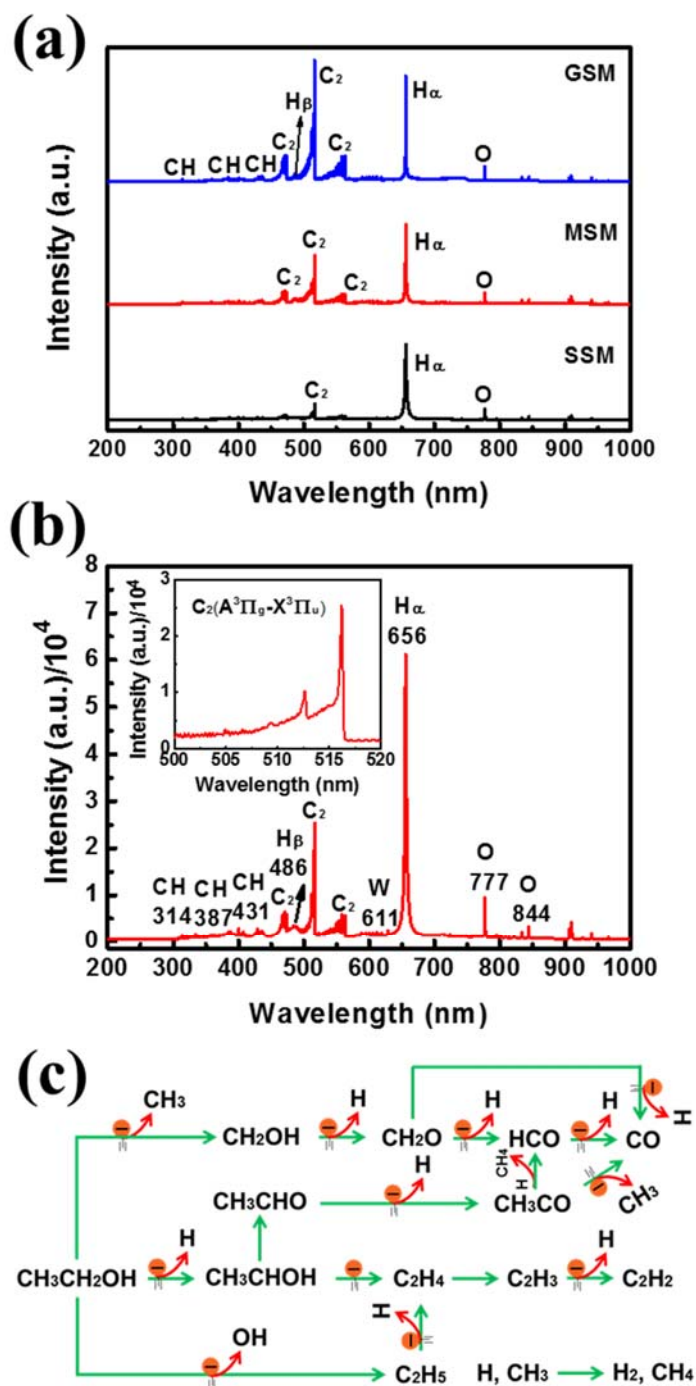 (a)
Intensity (a.u.)
GSM
C₂
Hα
Hβ
C₂
C₂
CH CH CH
O
MSM
C₂
Hα
C₂
C₂
O
SSM
C₂
Hα
O
200 300 400 500 600 700 800 900 1000
Wavelength (nm)
(b)
Intensity (a.u.)/10⁴
8
7
6
5
4
3
2
1
0
3
2
1
0
Intensity (a.u.)/10⁴
C₂(A³Πg-X³Πu)
500 505 510 515 520
Wavelength (nm)
Hα
656
C₂
Hβ
486
CH
314
CH
387
CH
431
C₂
C₂
W
611
O
777
O
844
200 300 400 500 600 700 800 900 1000
Wavelength (nm)
(c)
CH₃ H H H H
CH₂OH CH₂O HCO CO
CH₄ H
H CH₃
CH₃CHO CH₃CO
H H
CH₃CH₂OH CH₃CHOH C₂H₄ C₂H₃ C₂H₂
OH H
C₂H₅ H, CH₃ H₂, CH₄